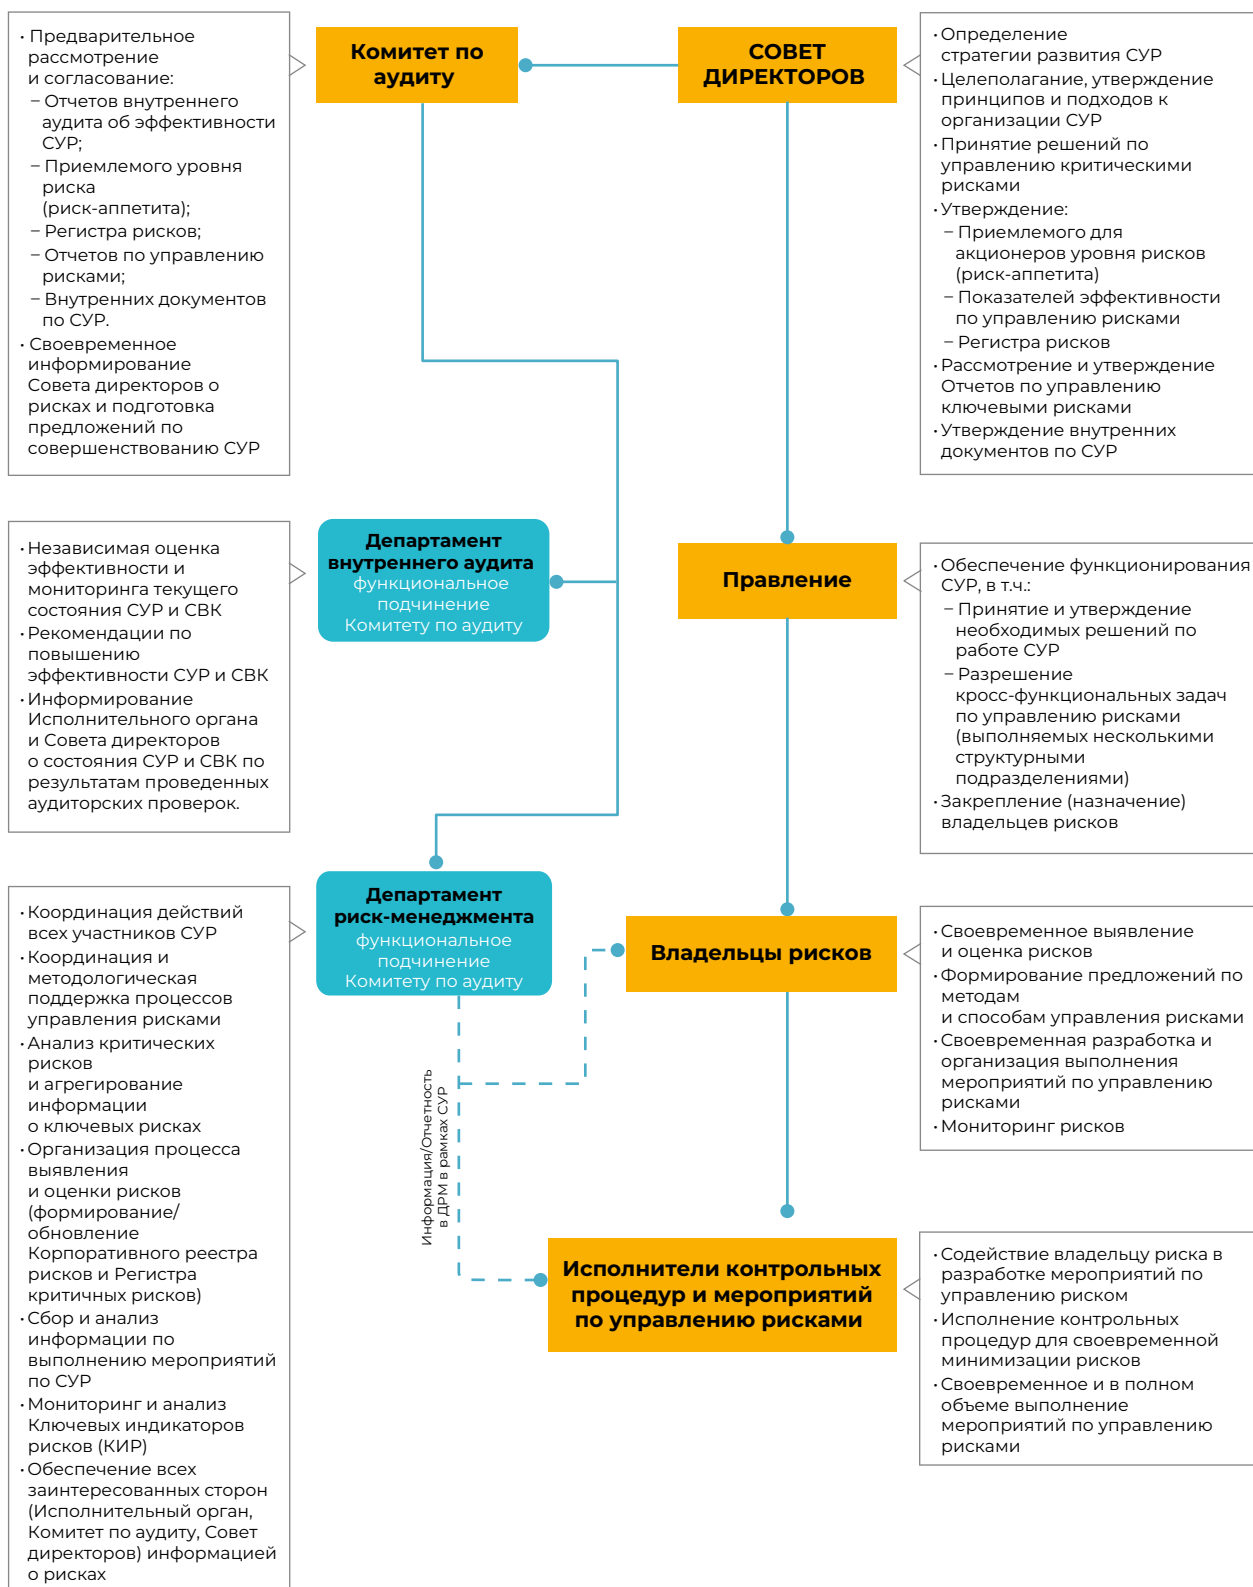 · Предварительное
рассмотрение
и согласование:
– Отчетов внутреннего
аудита об эффективности
СУР;
– Приемлемого уровня
риска
(риск-аппетита);
– Регистра рисков;
– Отчетов по управлению
рисками;
– Внутренних документов
по СУР.
· Своевременное
информирование
Совета директоров о
рисках и подготовка
предложений по
совершенствованию СУР
Комитет по
аудиту
СОВЕТ
ДИРЕКТОРОВ
· Определение
стратегии развития СУР
· Целеполагание, утверждение
принципов и подходов к
организации СУР
· Принятие решений по
управлению критическими
рисками
· Утверждение:
– Приемлемого для
акционеров уровня рисков
(риск-аппетита)
– Показателей эффективности
по управлению рисками
– Регистра рисков
· Рассмотрение и утверждение
Отчетов по управлению
ключевыми рисками
· Утверждение внутренних
документов по СУР
· Независимая оценка
эффективности и
мониторинга текущего
состояния СУР и СВК
· Рекомендации по
повышению
эффективности СУР и СВК
· Информирование
Исполнительного органа
и Совета директоров
о состояния СУР и СВК по
результатам проведенных
аудиторских проверок.
Департамент
внутреннего аудита
функциональное
подчинение
Комитету по аудиту
Правление
· Обеспечение функционирования
СУР, в т.ч.:
– Принятие и утверждение
необходимых решений по
работе СУР
– Разрешение
кросс-функциональных задач
по управлению рисками
(выполняемых несколькими
структурными
подразделениями)
· Закрепление (назначение)
владельцев рисков
· Координация действий
всех участников СУР
· Координация и
методологическая
поддержка процессов
управления рисками
· Анализ критических
рисков
и агрегирование
информации
о ключевых рисках
· Организация процесса
выявления
и оценки рисков
(формирование/
обновление
Корпоративного реестра
рисков и Регистра
критичных рисков)
· Сбор и анализ
информации по
выполнению мероприятий
по СУР
· Мониторинг и анализ
Ключевых индикаторов
рисков (КИР)
· Обеспечение всех
заинтересованных сторон
(Исполнительный орган,
Комитет по аудиту, Совет
директоров) информацией
о рисках
Департамент
риск-менеджмента
функциональное
подчинение
Комитету по аудиту
Информация/Отчетность
в ДРМ в рамках СУР
Владельцы рисков
· Своевременное выявление
и оценка рисков
· Формирование предложений по
методам
и способам управления рисками
· Своевременная разработка и
организация выполнения
мероприятий по управлению
рисками
· Мониторинг рисков
Исполнители контрольных
процедур и мероприятий
по управлению рисками
· Содействие владельцу риска в
разработке мероприятий по
управлению риском
· Исполнение контрольных
процедур для своевременной
минимизации рисков
· Своевременное и в полном
объеме выполнение
мероприятий по управлению
рисками